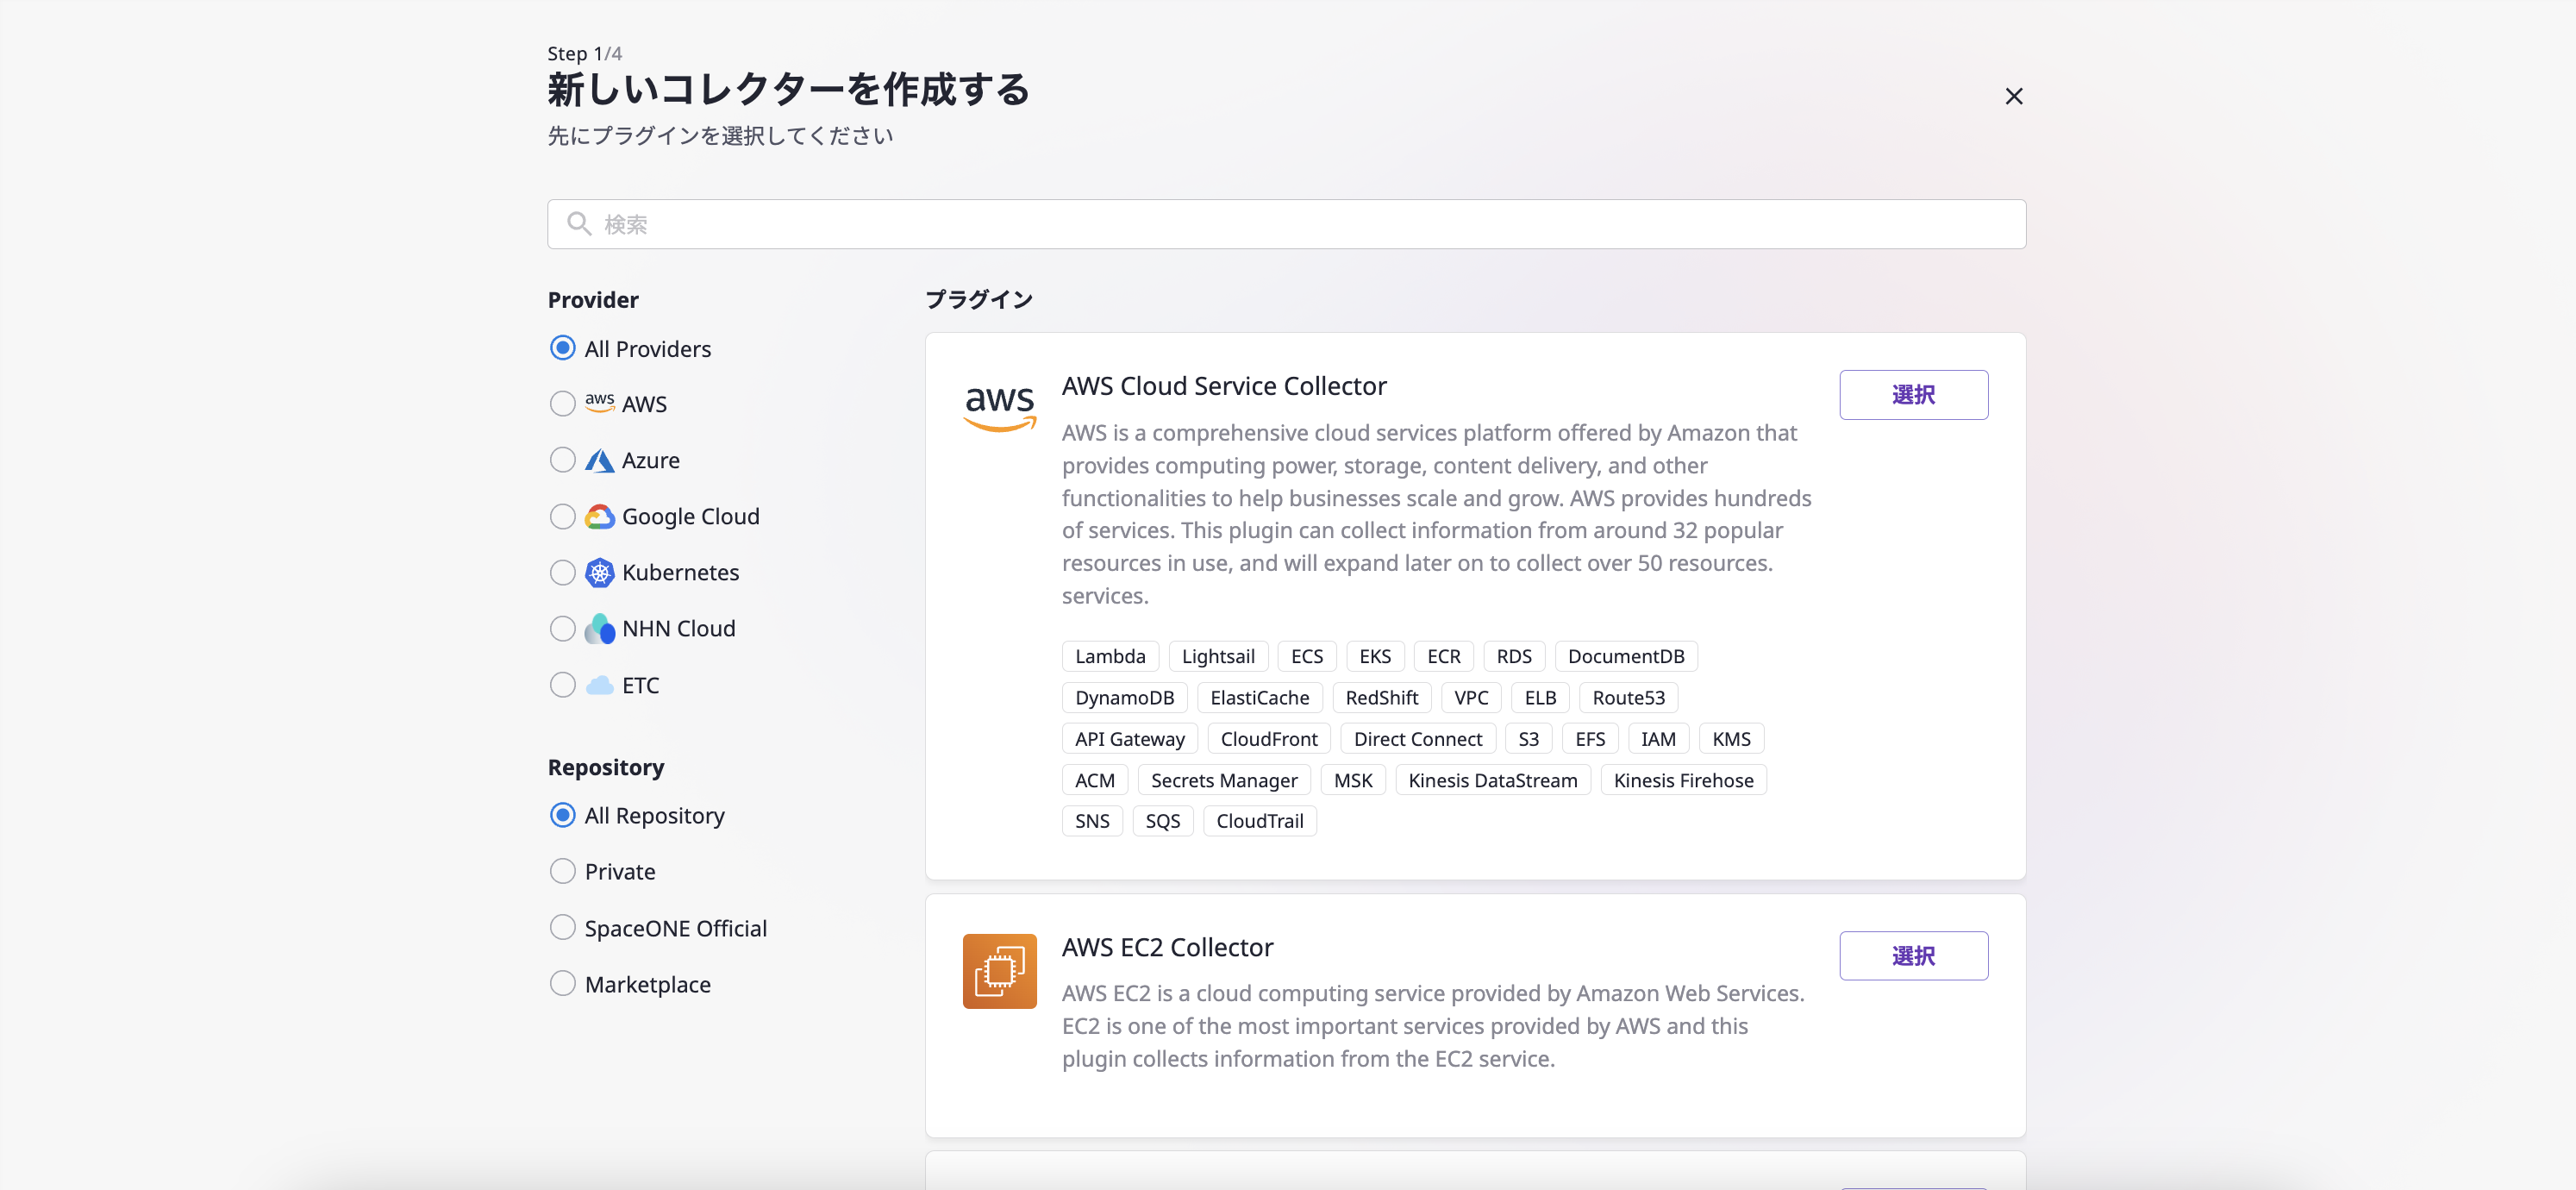 Step 1/4
新しいコレクターを作成する
先にプラグインを選択してください
検索
Provider
All Providers
aws AWS
Azure
Google Cloud
Kubernetes
NHN Cloud
ETC
Repository
All Repository
Private
SpaceONE Official
Marketplace
プラグイン
aws
AWS Cloud Service Collector
選択
AWS is a comprehensive cloud services platform offered by Amazon that
provides computing power, storage, content delivery, and other
functionalities to help businesses scale and grow. AWS provides hundreds
of services. This plugin can collect information from around 32 popular
resources in use, and will expand later on to collect over 50 resources.
services.
Lambda Lightsail ECS EKS ECR RDS DocumentDB
DynamoDB ElastiCache RedShift VPC ELB Route53
API Gateway CloudFront Direct Connect S3 EFS IAM KMS
ACM Secrets Manager MSK Kinesis DataStream Kinesis Firehose
SNS SQS CloudTrail
AWS EC2 Collector
選択
AWS EC2 is a cloud computing service provided by Amazon Web Services.
EC2 is one of the most important services provided by AWS and this
plugin collects information from the EC2 service.